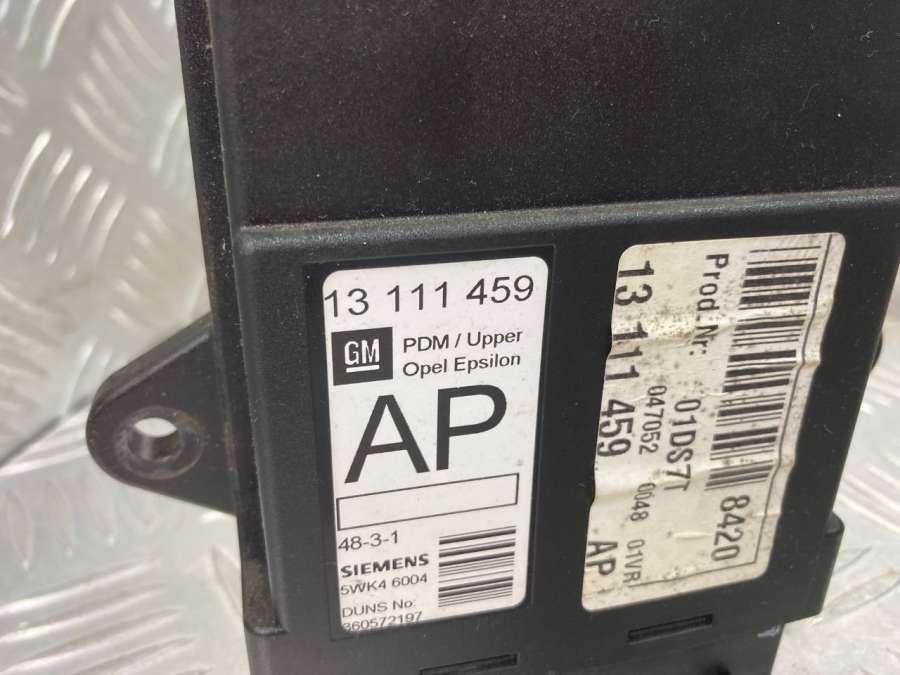 13 111 459
GM
PDM / Upper
Opel Epsilon
AP
48-3-1
SIEMENS
5WK4 6004
DUNS No:
360572197
Prod.Nr: 01DS7T 8420
047052 0048 01VR
13 111 459 AP